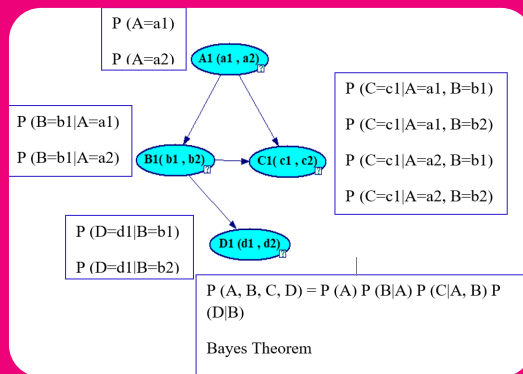 P (A=a1)
P (A=a2)
A1 (a1 , a2)
P (B=b1|A=a1)
P (B=b1|A=a2)
B1( b1 , b2)
C1( c1 , c2)
P (C=c1|A=a1, B=b1)
P (C=c1|A=a1, B=b2)
P (C=c1|A=a2, B=b1)
P (C=c1|A=a2, B=b2)
P (D=d1|B=b1)
P (D=d1|B=b2)
D1 (d1 , d2)
P (A, B, C, D) = P (A) P (B|A) P (C|A, B) P
(D|B)
Bayes Theorem